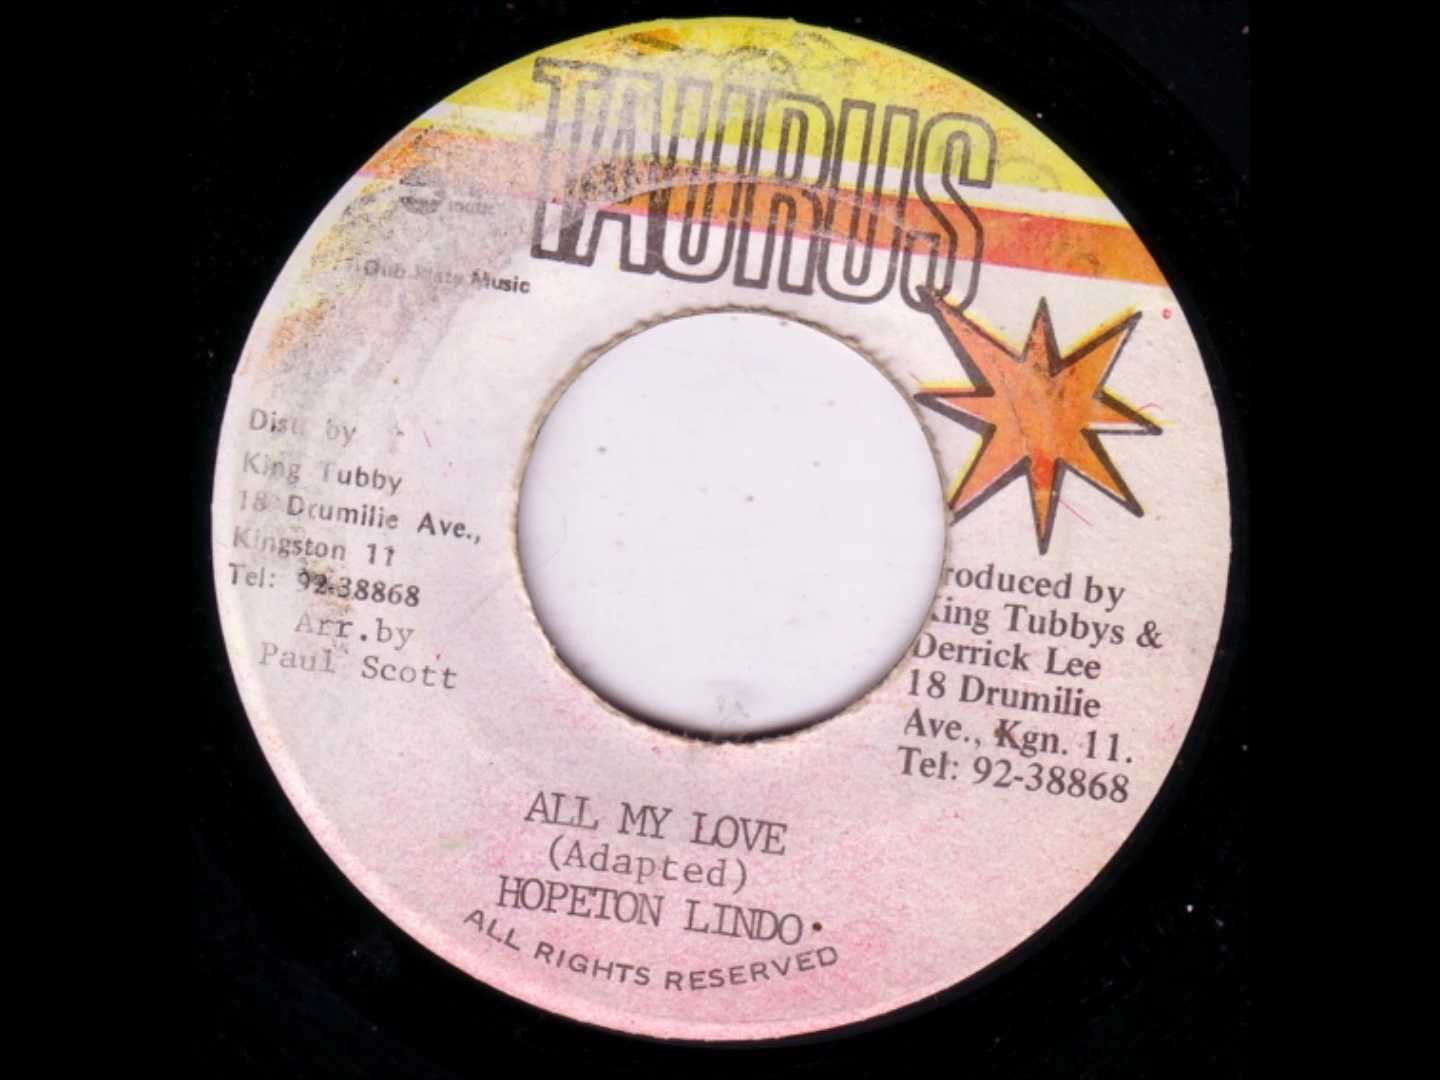 TAURUS
music
Dub Plate Music
Dist. by
King Tubby
18 Drumilie Ave.,
Kingston 11
Tel: 92-38868
Arr.by
Paul Scott
roduced by
King Tubbys &
Derrick Lee
18 Drumilie
Ave., Kgn. 11.
Tel: 92-38868
ALL MY LOVE
(Adapted)
HOPETON LINDO
ALL RIGHTS RESERVED